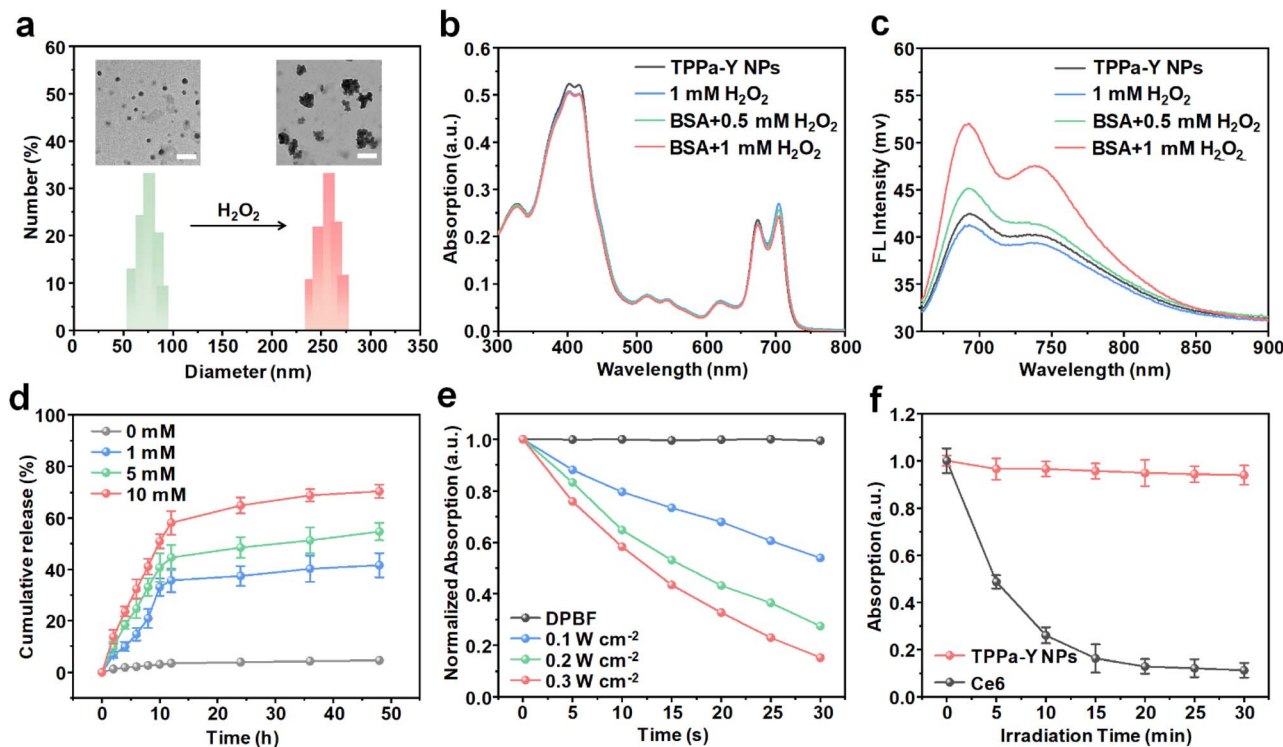 a
60
50
40
30
20
10
0
Number (%)
H₂O₂
0 50 100 150 200 250 300 350
Diameter (nm)
b
0.6
0.5
0.4
0.3
0.2
0.1
0.0
Absorption (a.u.)
TPPa-Y NPs
1 mM H₂O₂
BSA+0.5 mM H₂O₂
BSA+1 mM H₂O₂
300 400 500 600 700 800
Wavelength (nm)
c
60
55
50
45
40
35
30
FL Intensity (mv)
TPPa-Y NPs
1 mM H₂O₂
BSA+0.5 mM H₂O₂
BSA+1 mM H₂O₂
700 750 800 850 900
Wavelength (nm)
d
100
80
60
40
20
0
Cumulative release (%)
0 mM
1 mM
5 mM
10 mM
0 10 20 30 40 50
Time (h)
e
1.0
0.8
0.6
0.4
0.2
0.0
Normalized Absorption (a.u.)
DPBF
0.1 W cm⁻²
0.2 W cm⁻²
0.3 W cm⁻²
0 5 10 15 20 25 30
Time (s)
f
1.2
1.0
0.8
0.6
0.4
0.2
0.0
Absorption (a.u.)
TPPa-Y NPs
Ce6
0 5 10 15 20 25 30
Irradiation Time (min)